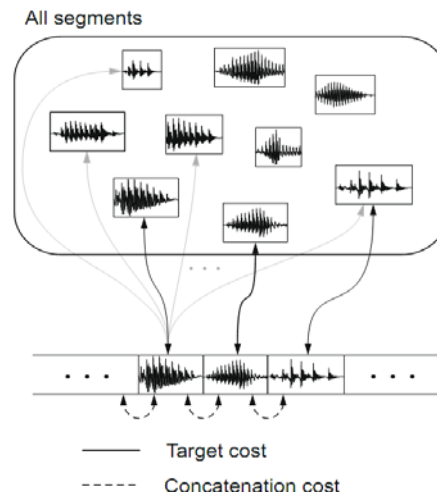 All segments
. . .
. . .
. . .
Target cost
Concatenation cost